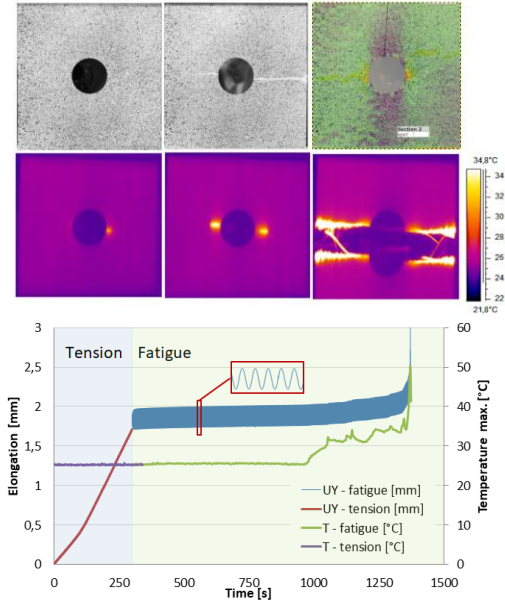 Section 2
34,8°C
34
32
30
28
26
24
22
21,8°C
3
2,5
2
1,5
1
0,5
0
Elongation [mm]
Tension
Fatigue
60
50
40
30
20
10
0
Temperature max. [°C]
UY - fatigue [mm]
UY - tension [mm]
T - fatigue [°C]
T - tension [°C]
0
250
500
750
1000
1250
1500
Time [s]